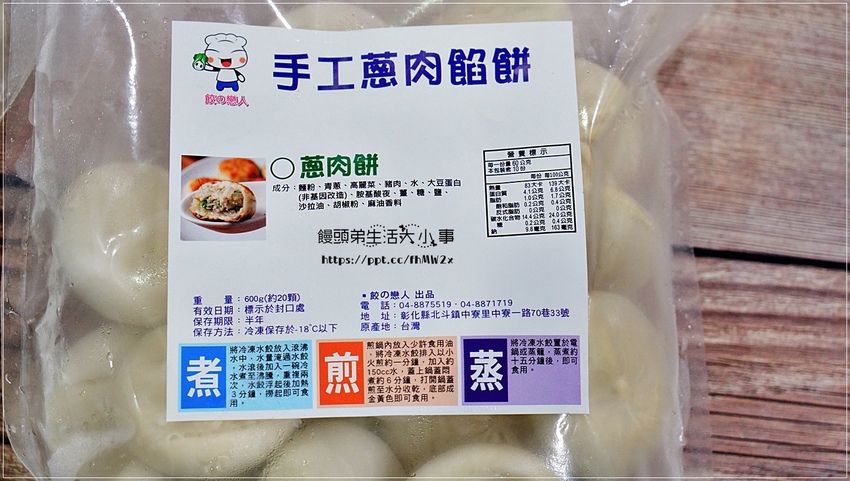 手工蔥肉餡餅
餃の戀人
蔥肉餅
成分：麵粉、青蔥、高麗菜、豬肉、水、大豆蛋白
(非基因改造)、胺基酸夜、薑、糖、鹽、
沙拉油、胡椒粉、麻油香料
營養標示
每一份量 60 公克
本包裝煮 10 份
每份 每100公克
熱量 83 大卡 139 大卡
蛋白質 4.1公克 6.8公克
脂肪 1.0公克 1.7公克
飽和脂肪 0.2公克 0.4公克
反式脂肪 0公克 0公克
碳水化合物 14.4公克 24.0公克
糖 0.2公克 0.4公克
鈉 9.8毫克 163毫克
饅頭弟生活大小事
https://ppt.cc/fhMW2x
重 量：600g(約20顆)
有效日期：標示於封口處
保存期限：半年
保存方法：冷凍保存於-18℃以下
餃の戀人 出品
電 話：04-8875519．04-8871719
地 址：彰化縣北斗鎮中寮里中寮一路70巷33號
原產地：台灣
煮
將冷凍水餃放入滾沸
水中，水量淹過水餃
，水滾後加入一碗冷
水煮至沸騰，重複兩
次，水餃浮起後加熱
3分鐘，撈起即可食
用。
煎
煎鍋內放入少許食用油
，將冷凍水餃排入以小
火煎約一分鐘，加入約
150cc水，蓋上鍋蓋悶
煮約6分鐘，打開鍋蓋
煎至水分收乾，底部成
金黃色即可食用。
蒸
將冷凍水餃置於電
鍋或蒸籠，蒸煮約
十五分鐘後，即可
食用。